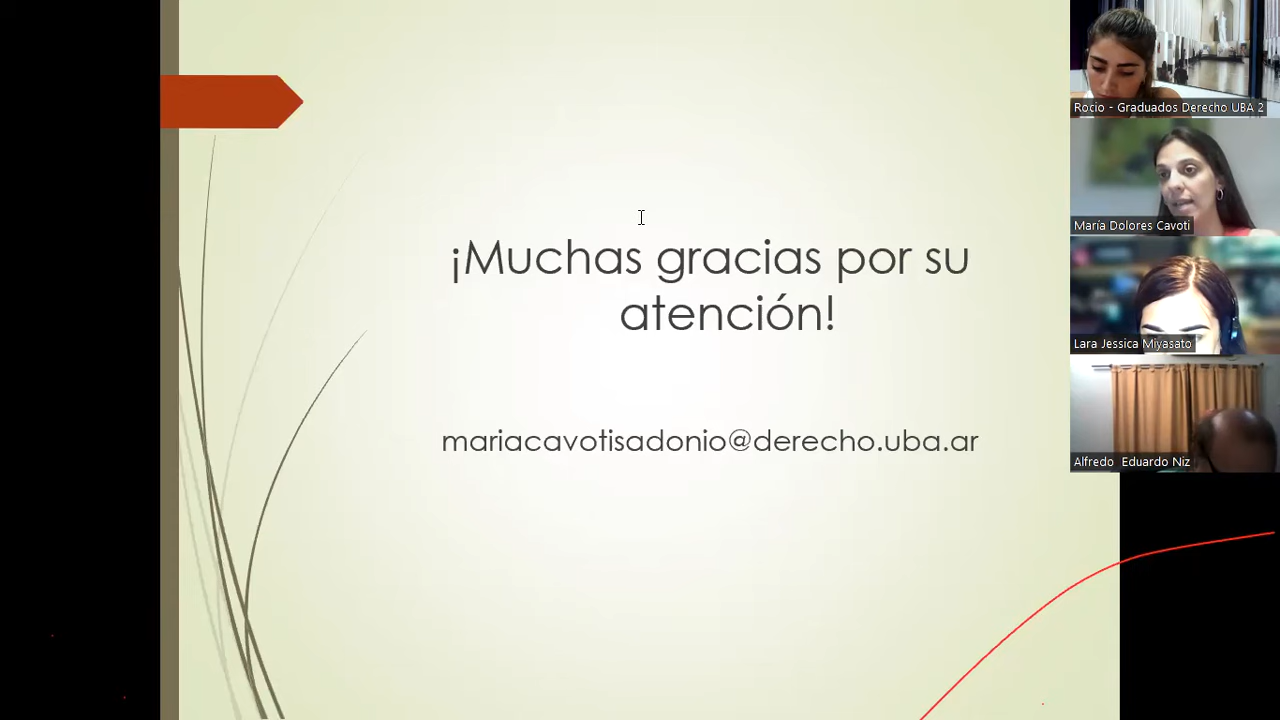 ¡Muchas gracias por su
atención!
mariacavotisadonio@derecho.uba.ar
Rocio - Graduados Derecho UBA 2
María Dolores Cavoti
Lara Jessica Miyasato
Alfredo Eduardo Niz